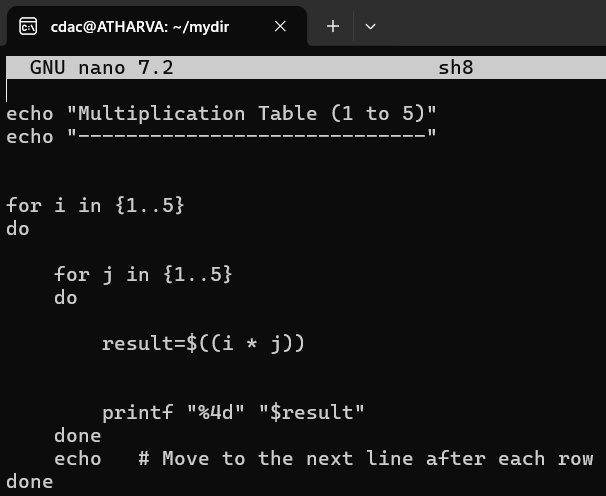 cdac@ATHARVA: ~/mydir
GNU nano 7.2 sh8
echo "Multiplication Table (1 to 5)"
echo "-----------------------------"
for i in {1..5}
do
for j in {1..5}
do
result=$((i * j))
printf "%4d" "$result"
done
echo # Move to the next line after each row
done